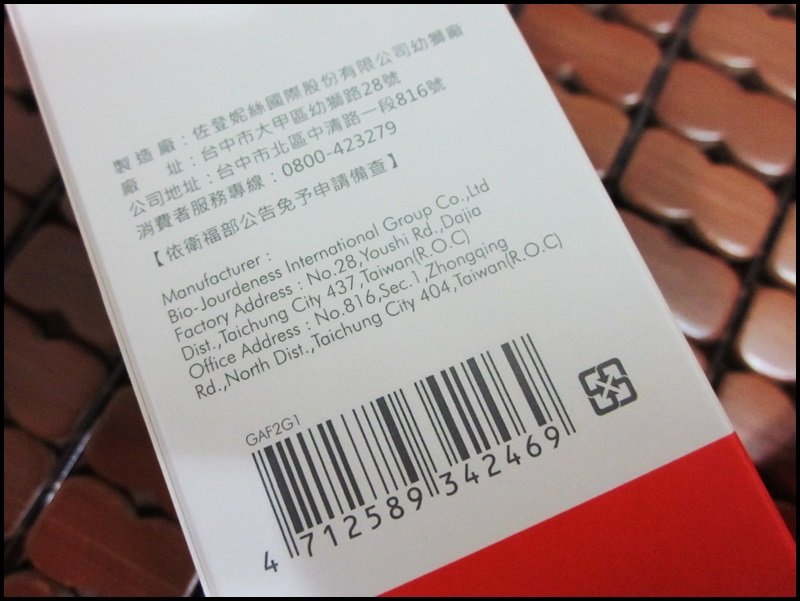 製造廠：佐登妮絲國際股份有限公司幼獅廠
廠　　址：台中市大甲區幼獅路28號
公司地址：台中市北區中清路一段816號
消費者服務專線：0800-423279
【依衛福部公告免予申請備查】
Manufacturer :
Bio-Jourdeness International Group Co.,Ltd
Factory Address : No.28,Youshi Rd.,Dajia
Dist.,Taichung City 437,Taiwan(R.O.C)
Office Address : No.816,Sec.1,Zhongqing
Rd.,North Dist.,Taichung City 404,Taiwan(R.O.C)
GAF2G1
4 712589 342469